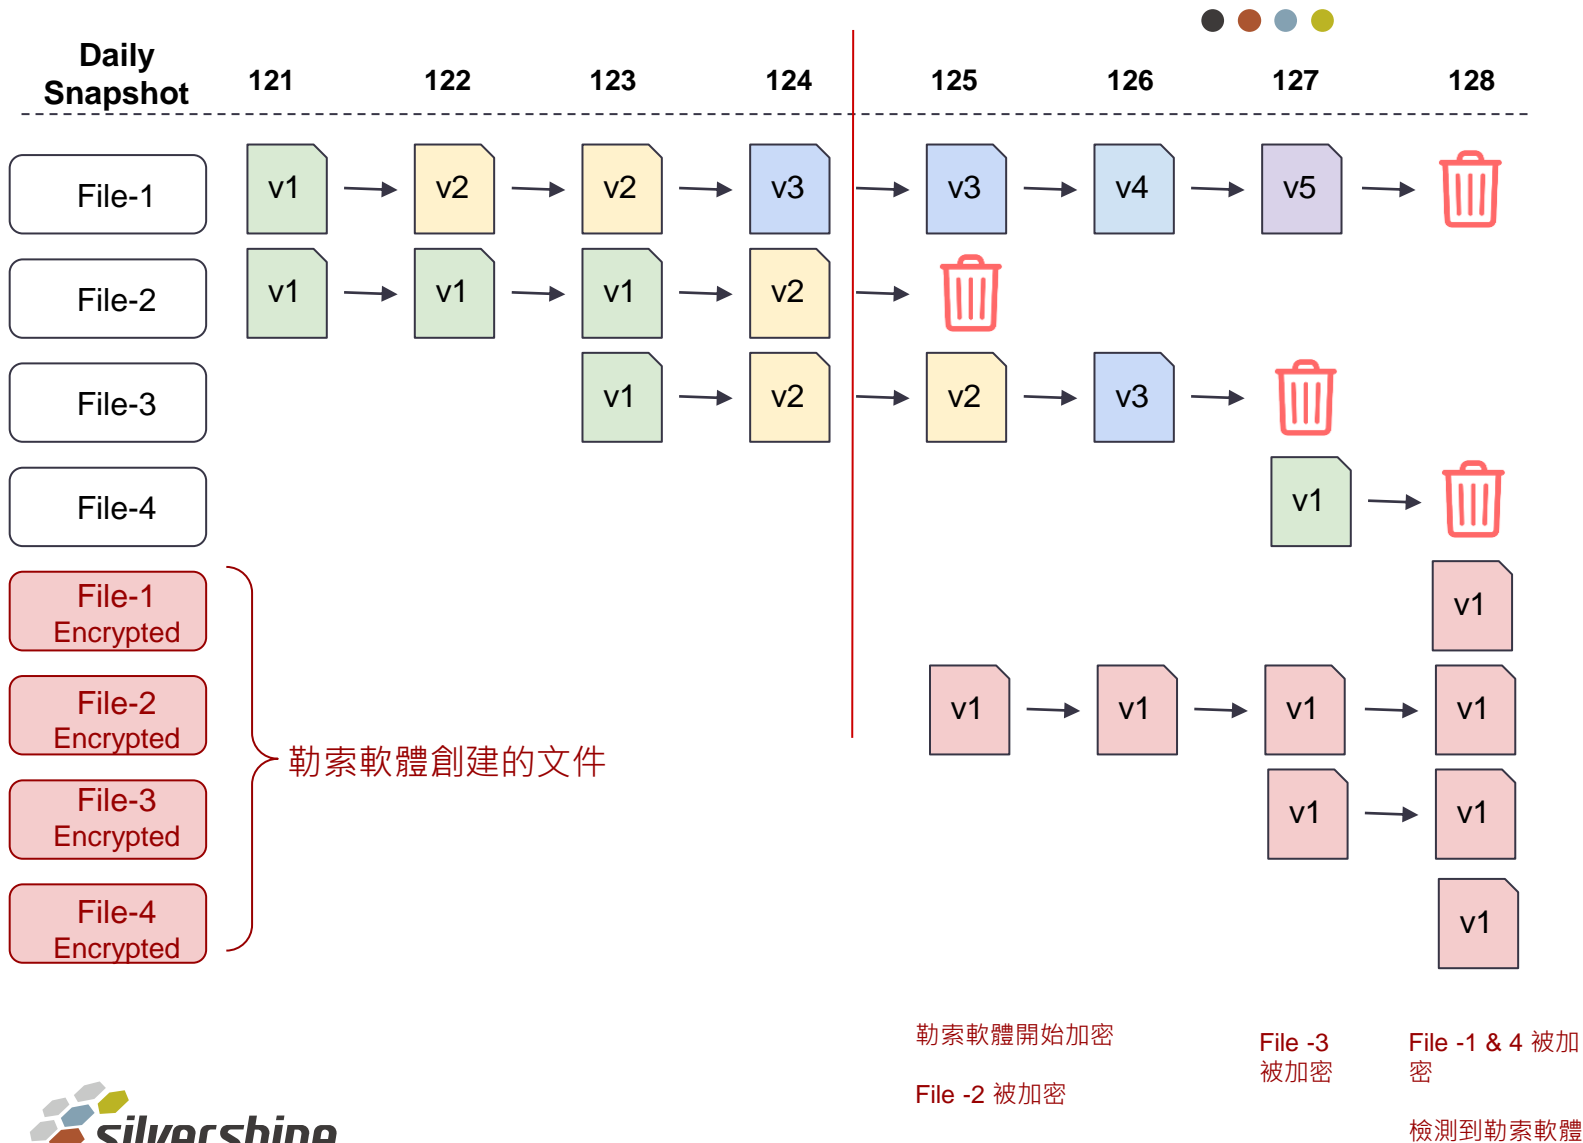 Daily
Snapshot
121 122 123 124 125 126 127 128
File-1 v1 v2 v2 v3 v3 v4 v5
File-2 v1 v1 v1 v2
File-3 v1 v2 v2 v3
File-4 v1
File-1
Encrypted
v1
File-2
Encrypted
v1 v1 v1 v1
勒索軟體創建的文件
File-3
Encrypted
v1 v1
File-4
Encrypted
v1
勒索軟體開始加密
File -2 被加密
File -3
被加密
File -1 & 4 被加
密
檢測到勒索軟體
silvershine